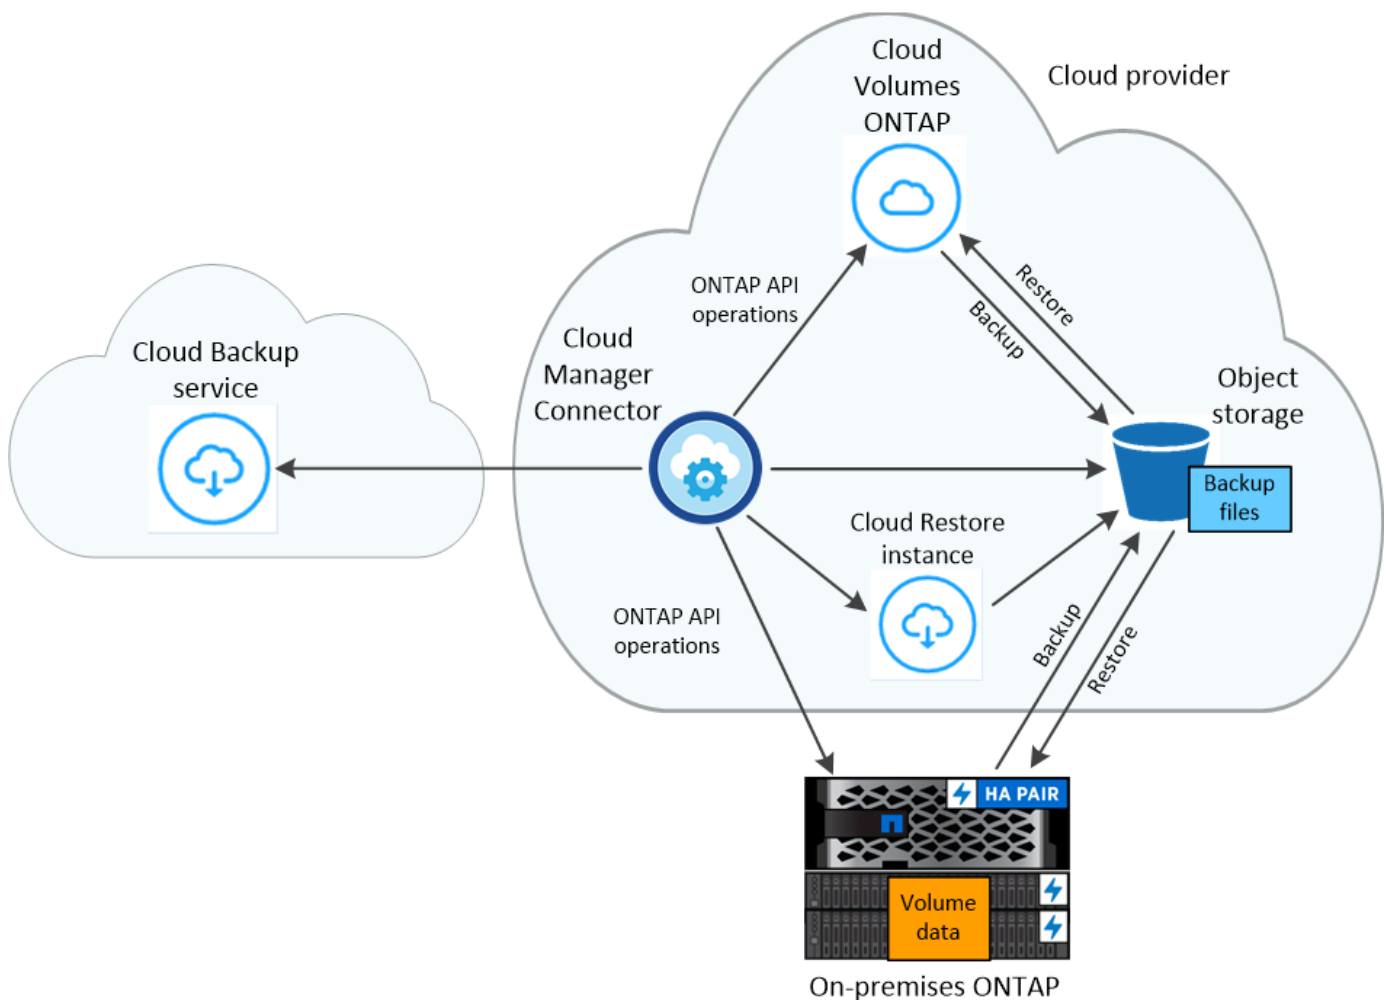 Cloud
Volumes
ONTAP
Cloud provider
ONTAP API
operations
Restore
Backup
Cloud Backup
service
Cloud
Manager
Connector
Object
storage
Backup
files
Cloud Restore
instance
ONTAP API
operations
Backup
Restore
HA PAIR
Volume
data
On-premises ONTAP